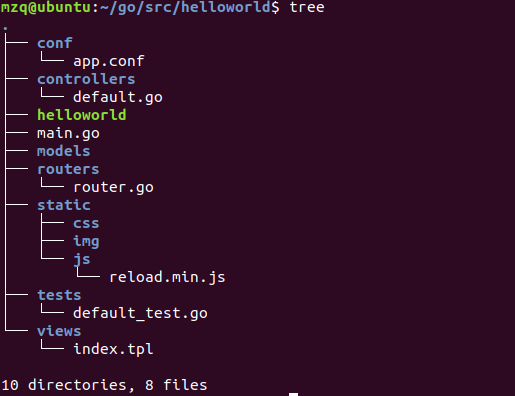 mzq@ubuntu:~/go/src/helloworld$ tree
.
├── conf
│   └── app.conf
├── controllers
│   └── default.go
├── helloworld
├── main.go
├── models
├── routers
│   └── router.go
├── static
│   ├── css
│   ├── img
│   └── js
│       └── reload.min.js
├── tests
│   └── default_test.go
└── views
    └── index.tpl

10 directories, 8 files